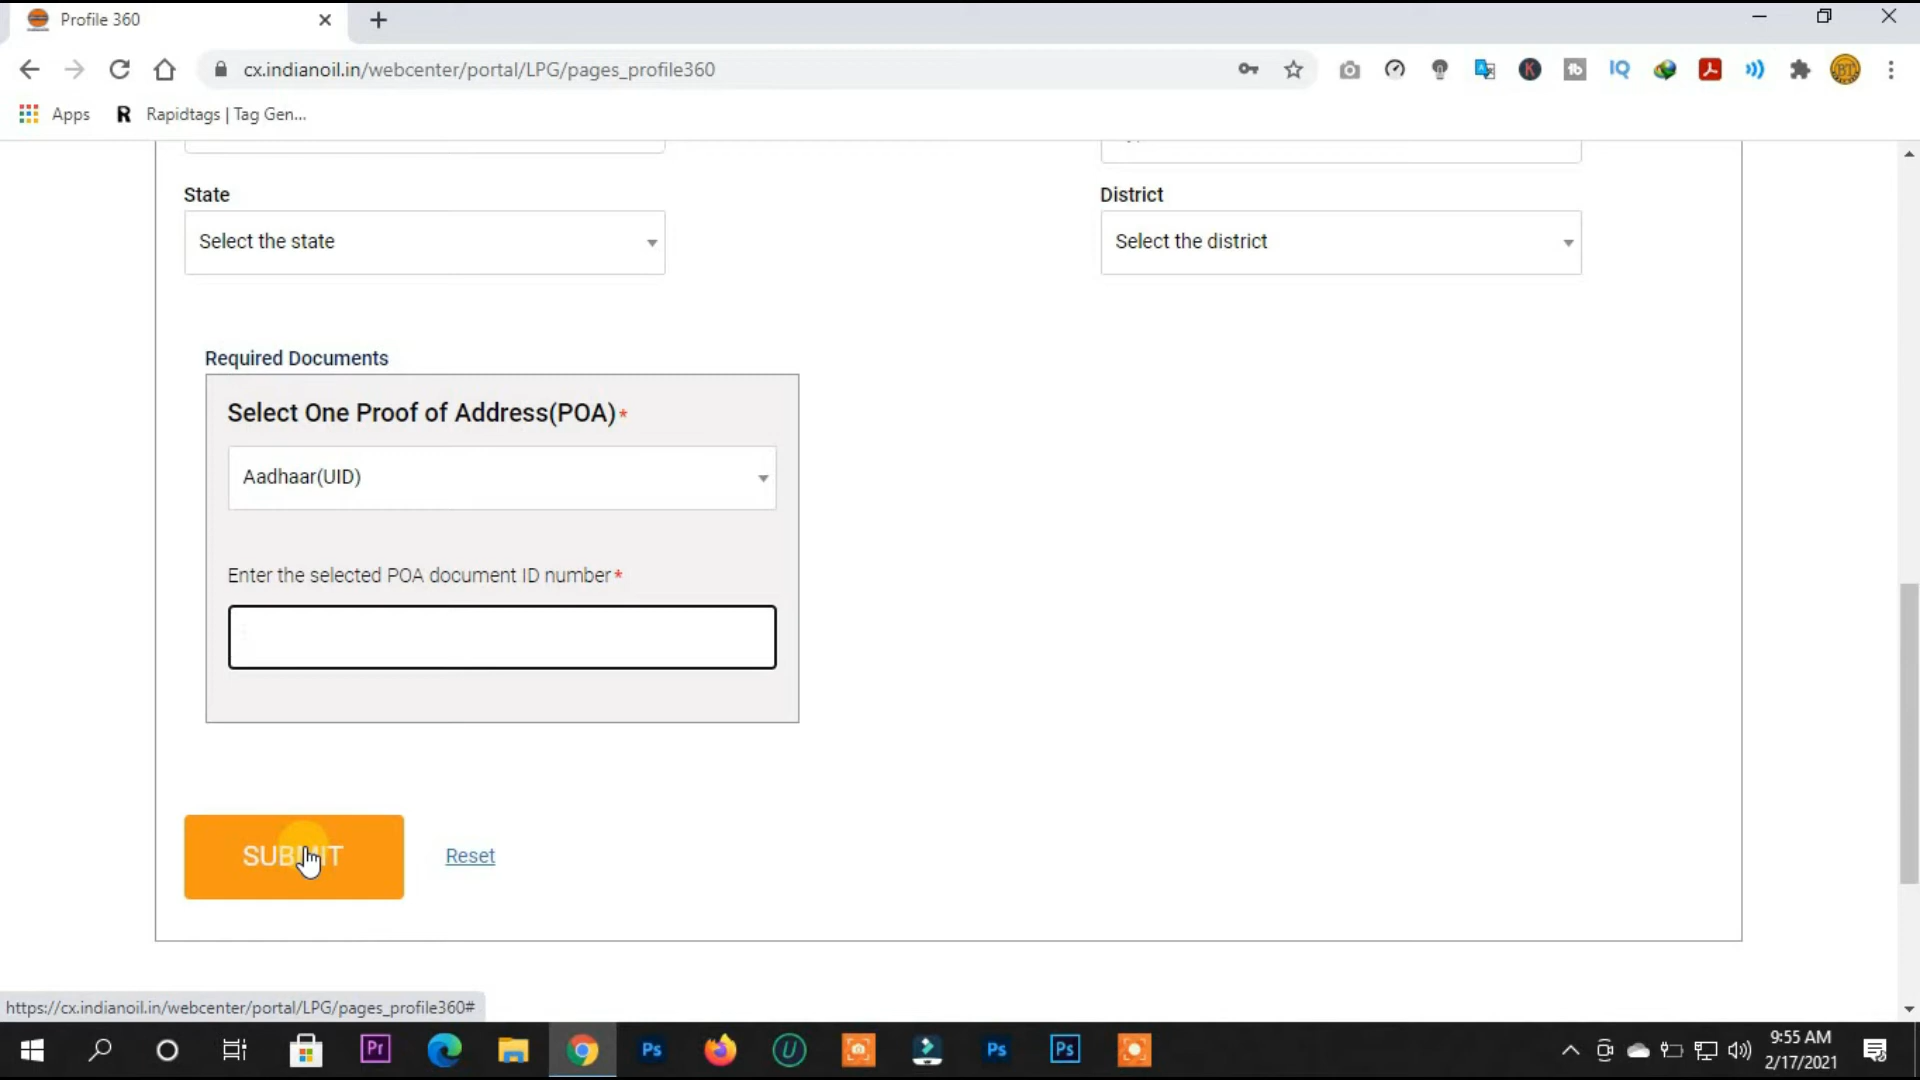 Profile 360
cx.indianoil.in/webcenter/portal/LPG/pages_profile360
Apps
R Rapidtags | Tag Gen...
State
District
Select the state
Select the district
Required Documents
Select One Proof of Address(POA)*
Aadhaar(UID)
Enter the selected POA document ID number*
SUBMIT
Reset
https://cx.indianoil.in/webcenter/portal/LPG/pages_profile360#
9:55 AM
2/17/2021